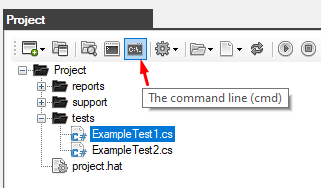 Project
C:\.
The command line (cmd)
Project
reports
support
tests
C# ExampleTest1.cs
C# ExampleTest2.cs
project.hat